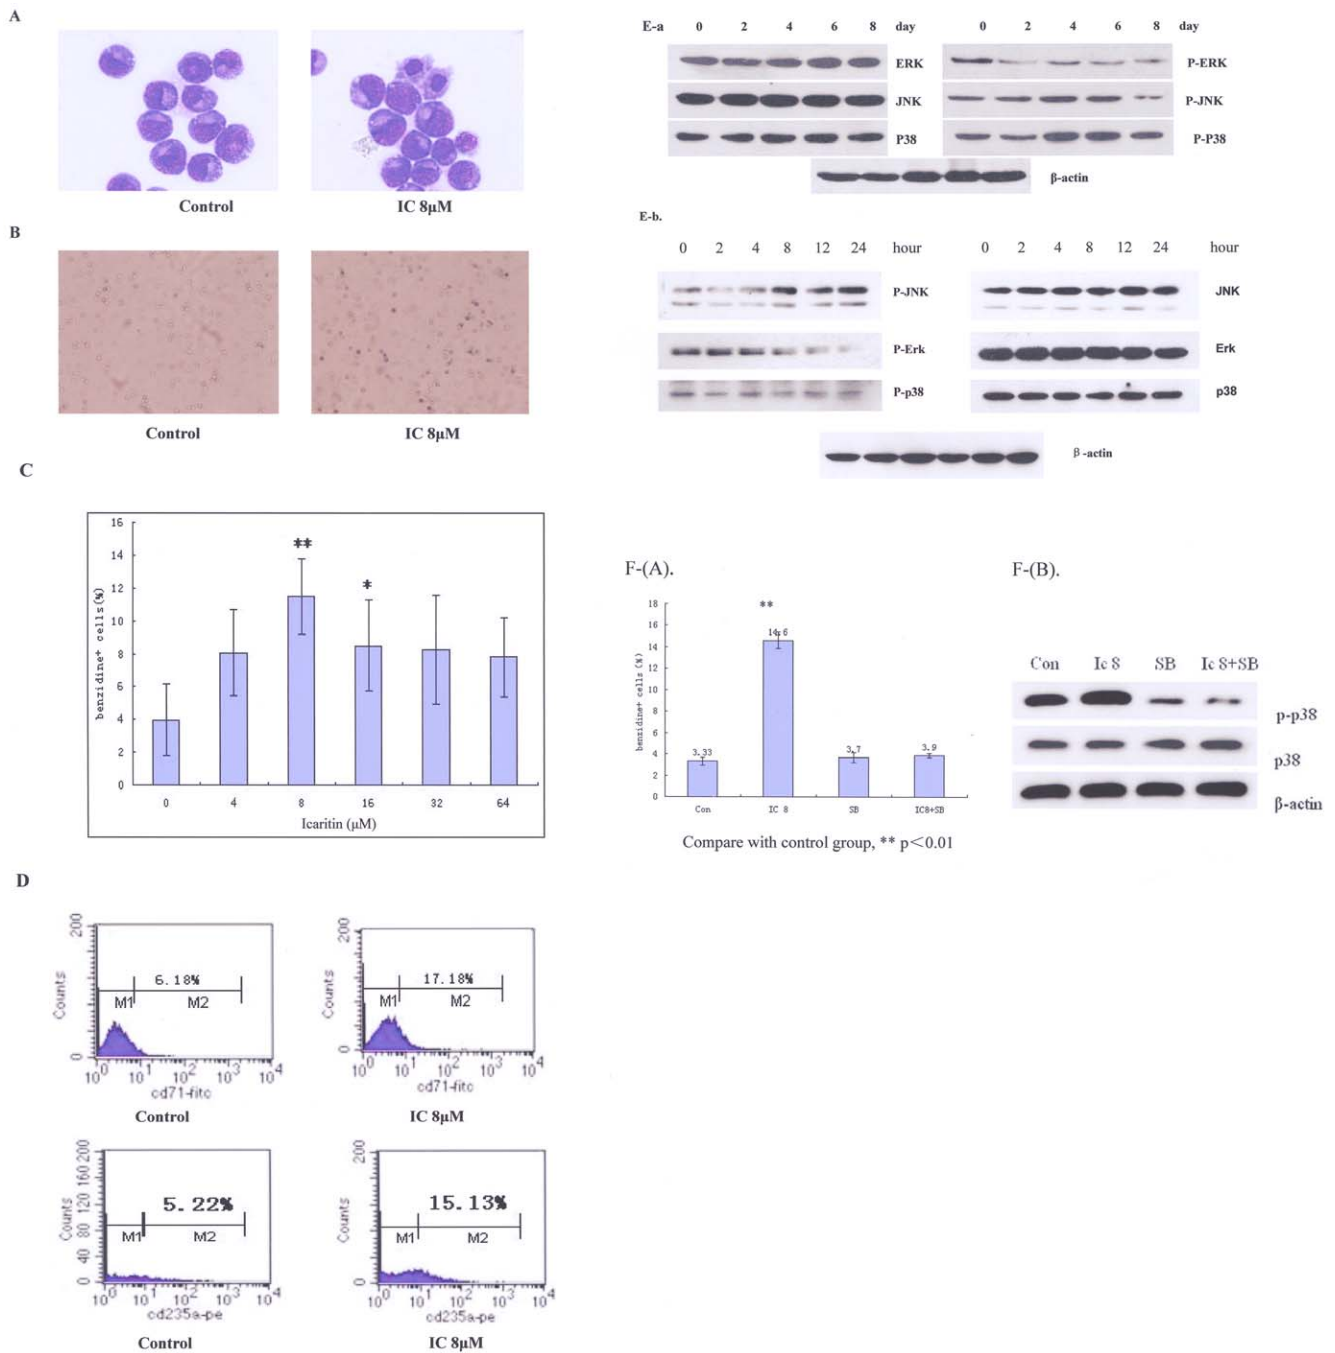 A
Control
IC 8μM
B
Control
IC 8μM
C
16
14
12
10
8
6
4
2
0
benzidine+ cells(%)
**
*
0 4 8 16 32 64
Icaritin (μM)
D
200
0
Counts
6.18%
M1 M2
10^0 10^1 10^2 10^3 10^4
cd71-fitc
Control
200
0
Counts
17.18%
M1 M2
10^0 10^1 10^2 10^3 10^4
cd71-fitc
IC 8μM
200
160
120
80
40
0
Counts
5.22%
M1 M2
10^0 10^1 10^2 10^3 10^4
cd235a-pe
Control
200
0
Counts
15.13%
M1 M2
10^0 10^1 10^2 10^3 10^4
cd235a-pe
IC 8μM
E-a 0 2 4 6 8 day
ERK
JNK
P38
0 2 4 6 8 day
P-ERK
P-JNK
P-P38
β-actin
E-b.
0 2 4 8 12 24 hour
P-JNK
P-Erk
P-p38
0 2 4 8 12 24 hour
JNK
Erk
p38
β-actin
F-(A).
18
16
14
12
10
8
6
4
2
0
benzidine+ cells(%)
**
3.33
14.6
3.7
3.9
Con IC 8 SB IC8+SB
Compare with control group, ** p<0.01
F-(B).
Con Ic 8 SB Ic 8+SB
p-p38
p38
β-actin